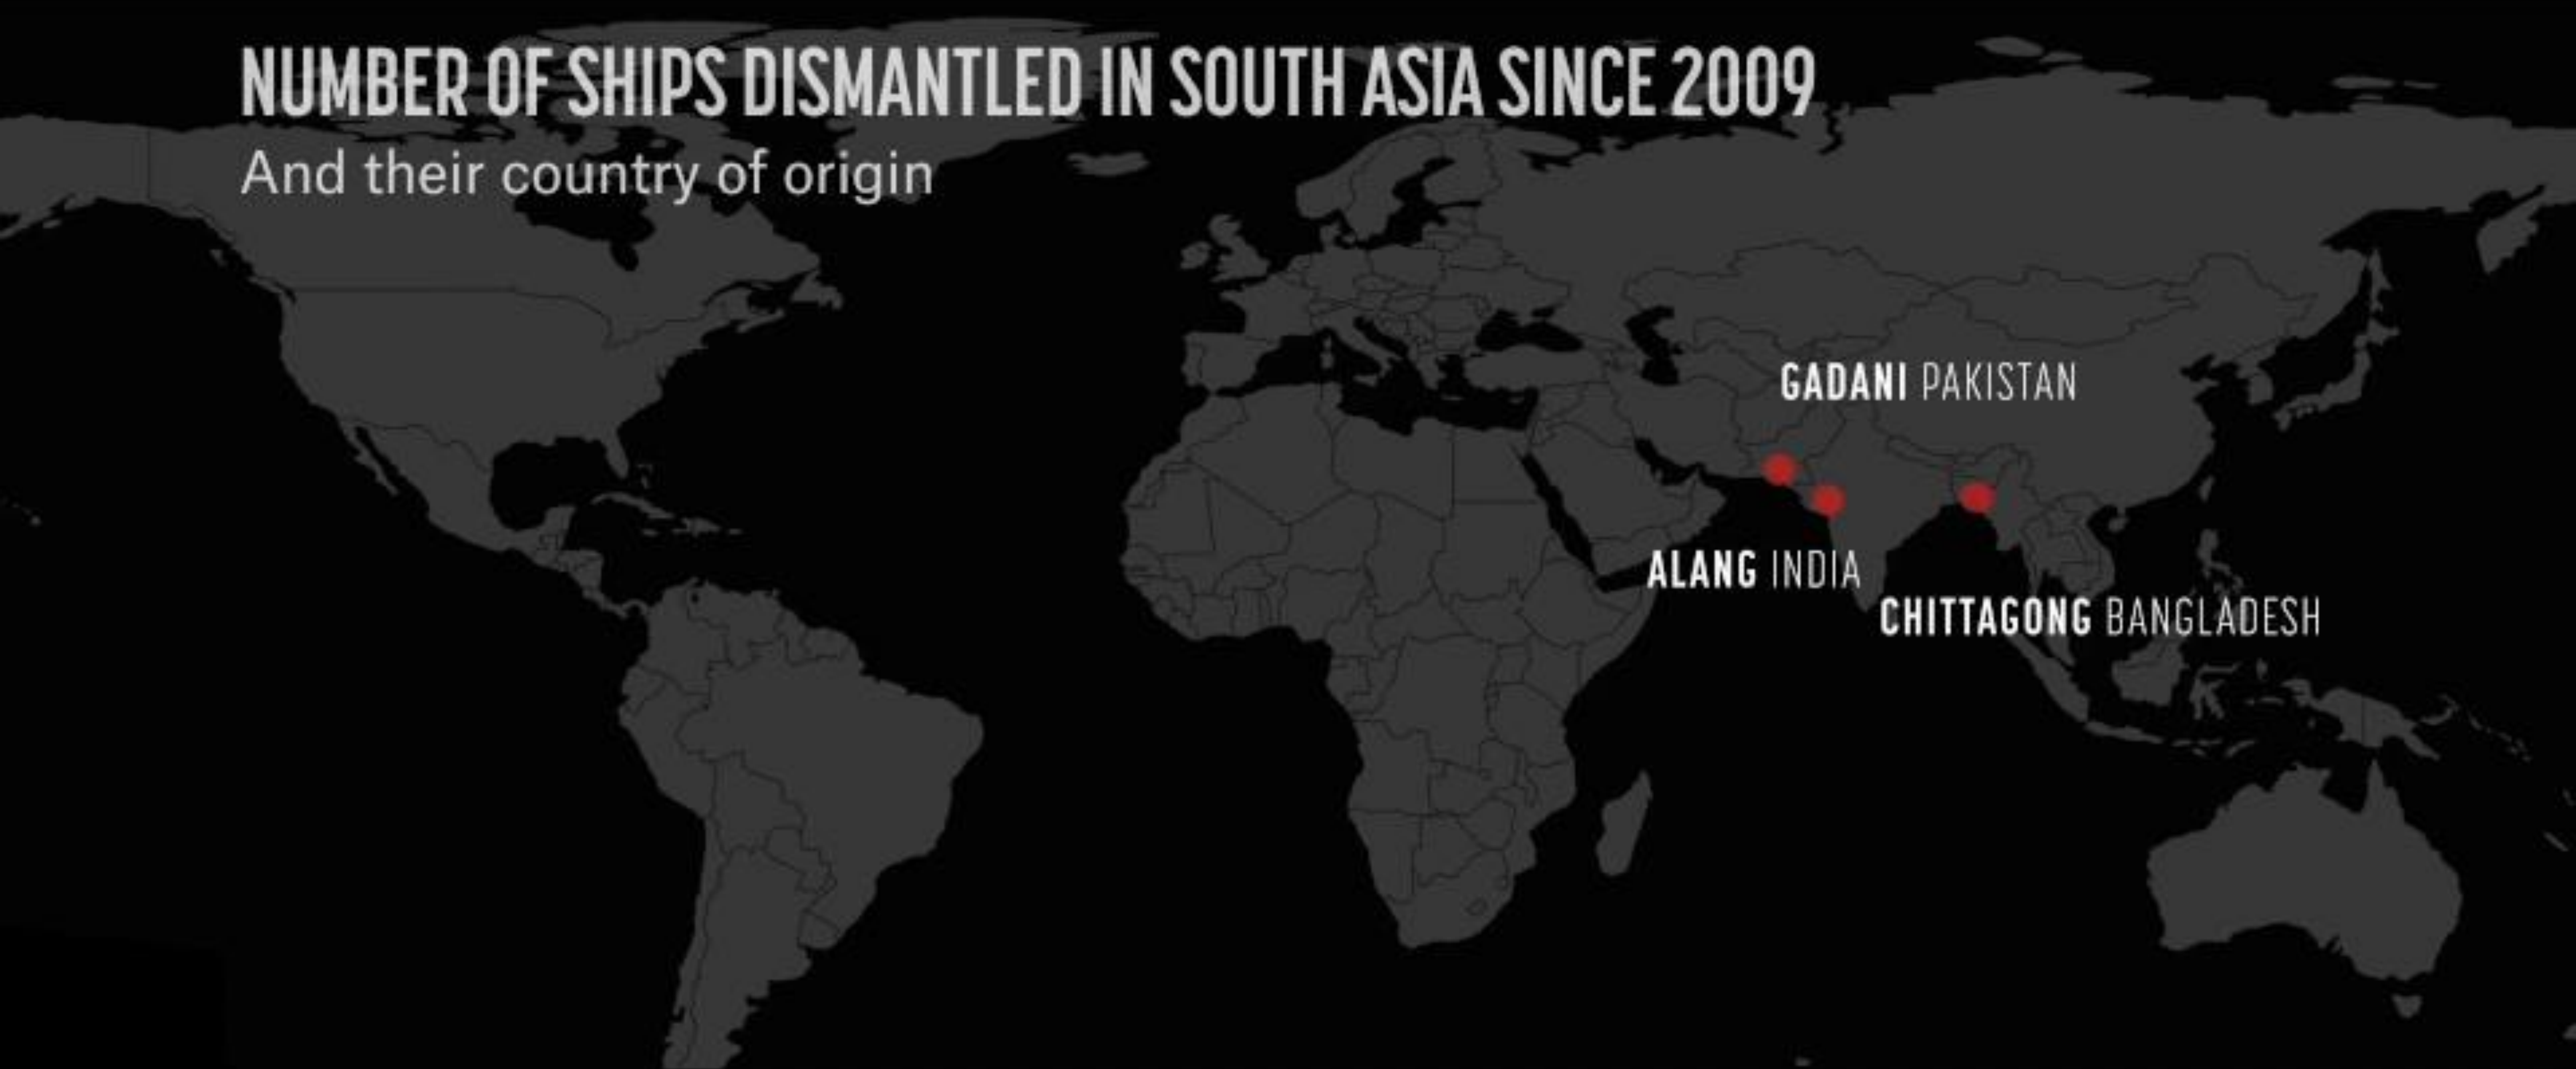 NUMBER OF SHIPS DISMANTLED IN SOUTH ASIA SINCE 2009
And their country of origin
GADANI PAKISTAN
ALANG INDIA
CHITTAGONG BANGLADESH